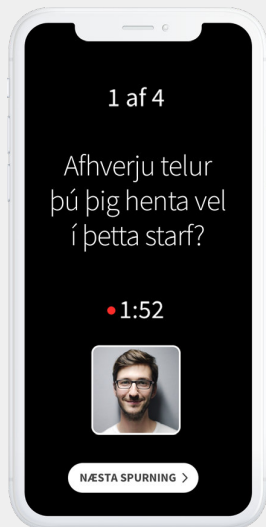 1 af 4
Afhverju telur
þú þig henta vel
í þetta starf?
1:52
NÆSTA SPURNING